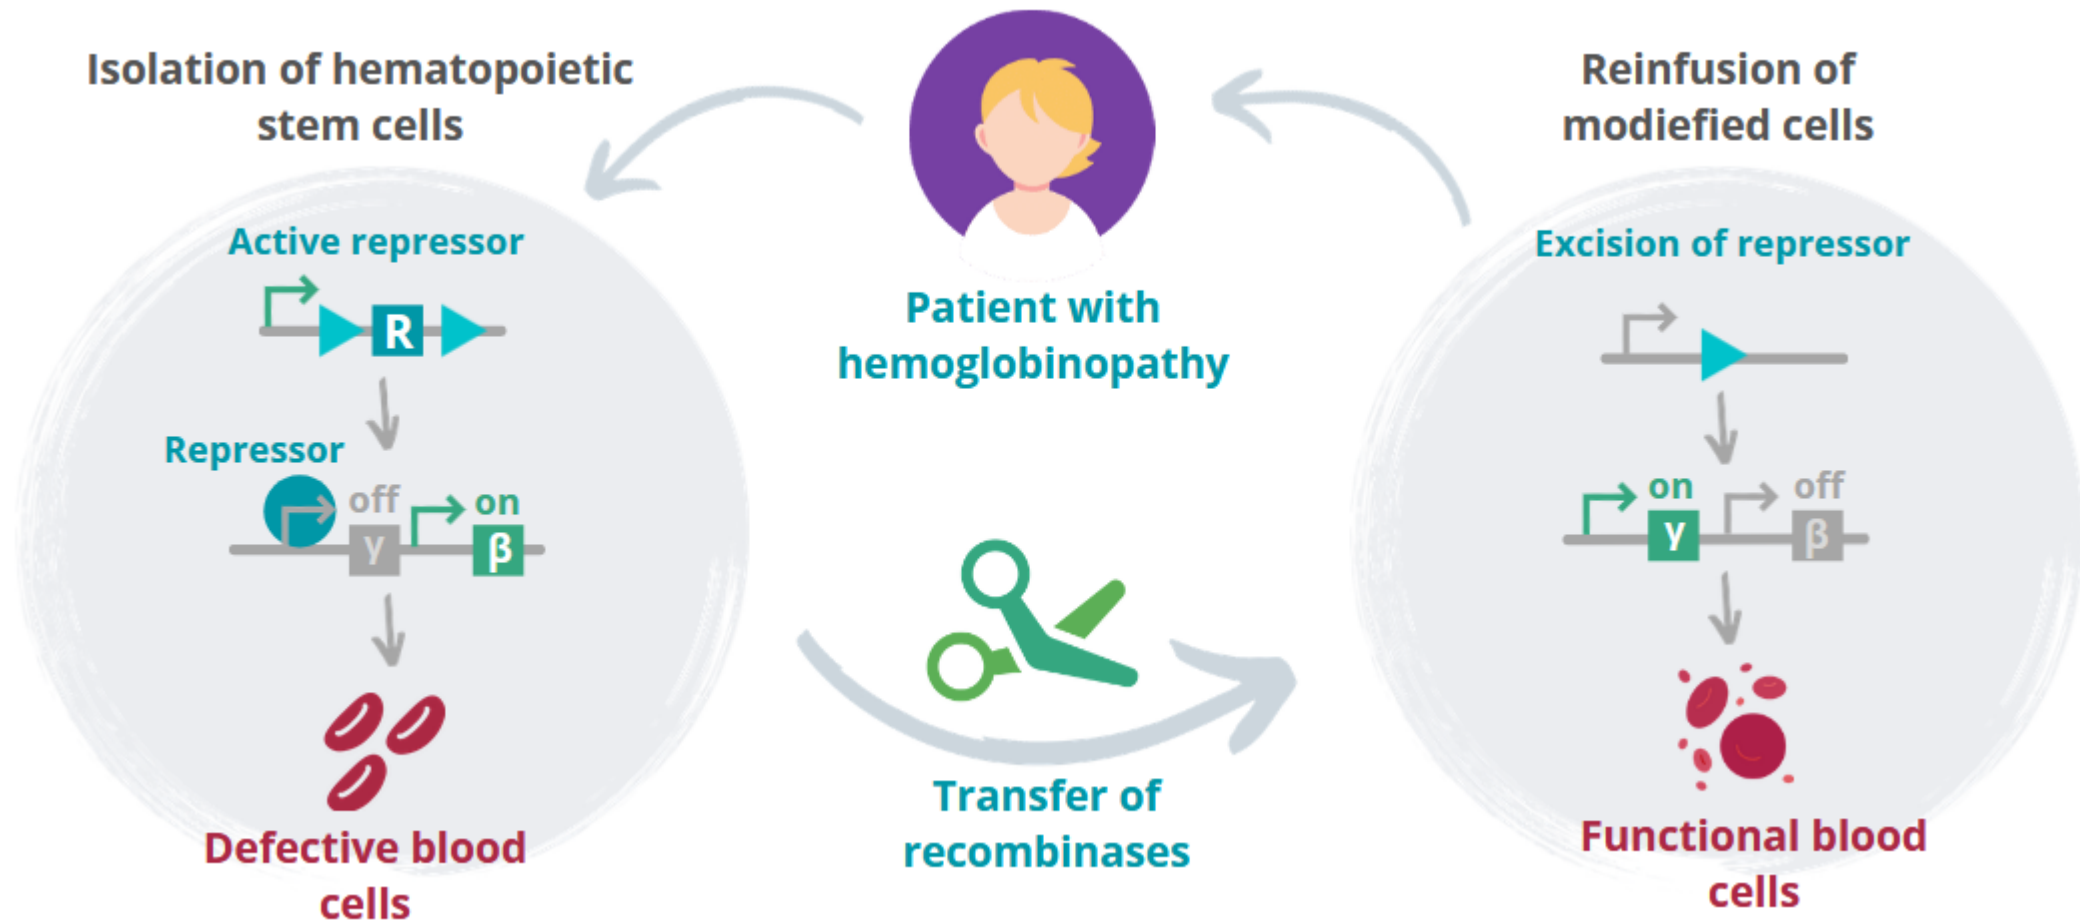 Isolation of hematopoietic
stem cells
Active repressor
R
Repressor
off
on
γ
β
Defective blood
cells
Patient with
hemoglobinopathy
Transfer of
recombinases
Reinfusion of
modiefied cells
Excision of repressor
on
off
γ
β
Functional blood
cells